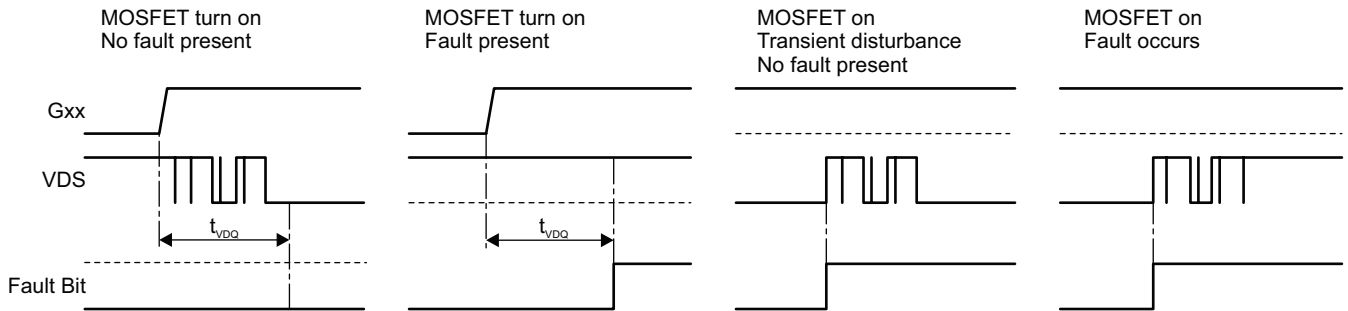 MOSFET turn on
No fault present
MOSFET turn on
Fault present
MOSFET on
Transient disturbance
No fault present
MOSFET on
Fault occurs
Gxx
VDS
tVDQ
tVDQ
Fault Bit